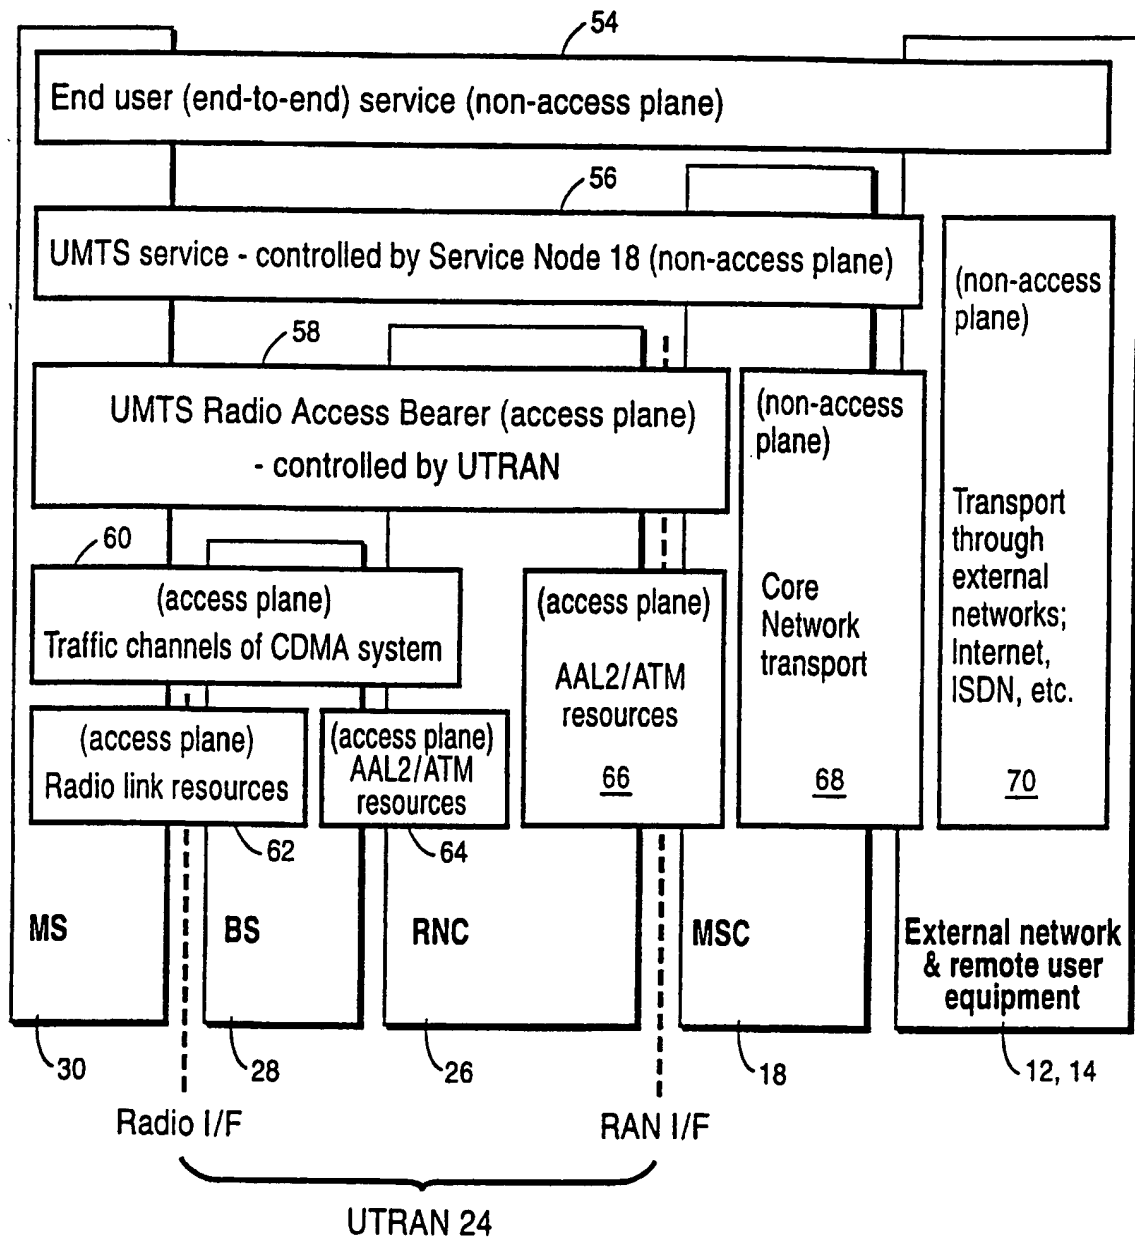 54
End user (end-to-end) service (non-access plane)
56
UMTS service - controlled by Service Node 18 (non-access plane)
(non-access
plane)
58
UMTS Radio Access Bearer (access plane)
- controlled by UTRAN
(non-access
plane)
Transport
through
external
networks;
Internet,
ISDN, etc.
60
(access plane)
Traffic channels of CDMA system
(access plane)
AAL2/ATM
resources
66
Core
Network
transport
68
70
(access plane)
Radio link resources
62
(access plane)
AAL2/ATM
resources
64
MS
BS
RNC
MSC
External network
& remote user
equipment
30
28
26
18
12, 14
Radio I/F
RAN I/F
UTRAN 24